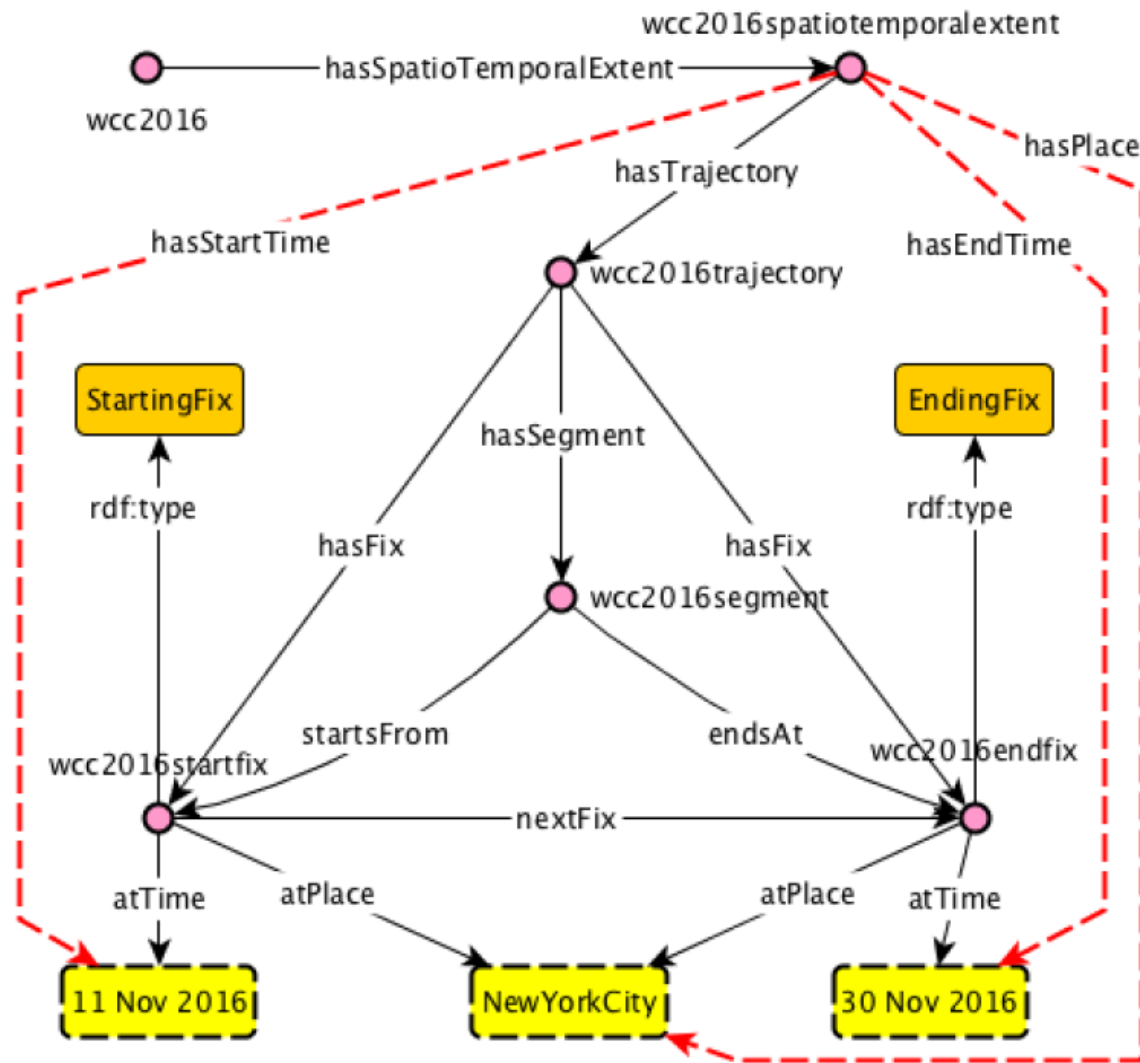 wcc2016spatiotemporalextent
hasSpatioTemporalExtent
wcc2016
hasPlace
hasTrajectory
hasStartTime
hasEndTime
wcc2016trajectory
StartingFix
EndingFix
hasSegment
rdf:type
rdf:type
hasFix
hasFix
wcc2016segment
startsFrom
endsAt
wcc2016startfix
wcc2016endfix
nextFix
atTime
atPlace
atPlace
atTime
11 Nov 2016
NewYorkCity
30 Nov 2016